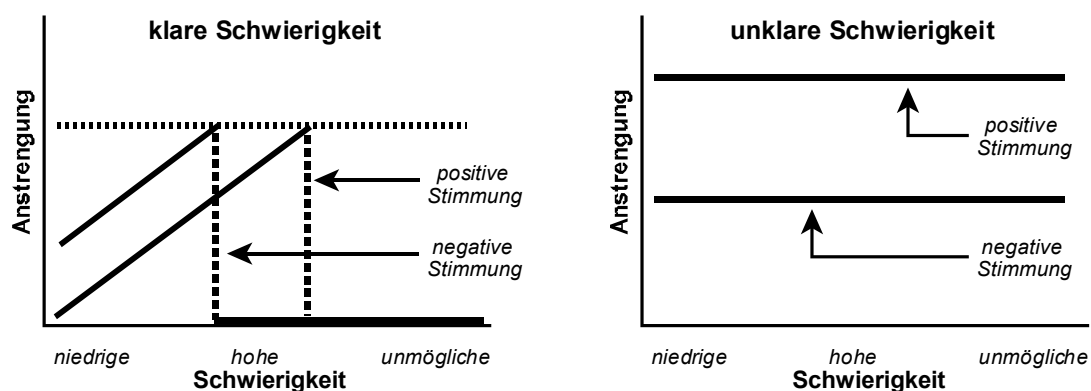 klare Schwierigkeit
Anstrengung
positive
Stimmung
negative
Stimmung
niedrige
hohe
unmögliche
Schwierigkeit
unklare Schwierigkeit
Anstrengung
positive
Stimmung
negative
Stimmung
niedrige
hohe
unmögliche
Schwierigkeit